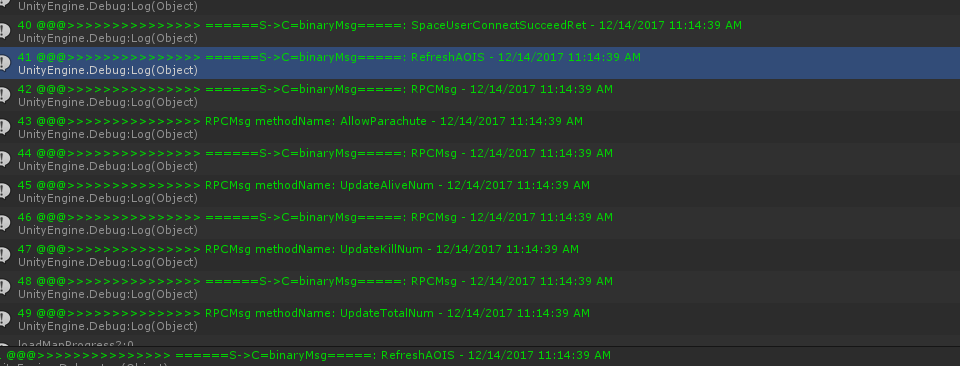 UnityEngine.Debug:Log(Object)
40 @@@>>>>>>>>>>>>>>> ======S->C=binaryMsg=====: SpaceUserConnectSucceedRet - 12/14/2017 11:14:39 AM
UnityEngine.Debug:Log(Object)
41 @@@>>>>>>>>>>>>>>> ======S->C=binaryMsg=====: RefreshAOIS - 12/14/2017 11:14:39 AM
UnityEngine.Debug:Log(Object)
42 @@@>>>>>>>>>>>>>>> ======S->C=binaryMsg=====: RPCMsg - 12/14/2017 11:14:39 AM
UnityEngine.Debug:Log(Object)
43 @@@>>>>>>>>>>>>>>> RPCMsg methodName: AllowParachute - 12/14/2017 11:14:39 AM
UnityEngine.Debug:Log(Object)
44 @@@>>>>>>>>>>>>>>> ======S->C=binaryMsg=====: RPCMsg - 12/14/2017 11:14:39 AM
UnityEngine.Debug:Log(Object)
45 @@@>>>>>>>>>>>>>>> RPCMsg methodName: UpdateAliveNum - 12/14/2017 11:14:39 AM
UnityEngine.Debug:Log(Object)
46 @@@>>>>>>>>>>>>>>> ======S->C=binaryMsg=====: RPCMsg - 12/14/2017 11:14:39 AM
UnityEngine.Debug:Log(Object)
47 @@@>>>>>>>>>>>>>>> RPCMsg methodName: UpdateKillNum - 12/14/2017 11:14:39 AM
UnityEngine.Debug:Log(Object)
48 @@@>>>>>>>>>>>>>>> ======S->C=binaryMsg=====: RPCMsg - 12/14/2017 11:14:39 AM
UnityEngine.Debug:Log(Object)
49 @@@>>>>>>>>>>>>>>> RPCMsg methodName: UpdateTotalNum - 12/14/2017 11:14:39 AM
UnityEngine.Debug:Log(Object)
loadMapProgress2:0
@@@>>>>>>>>>>>>>>> ======S->C=binaryMsg=====: RefreshAOIS - 12/14/2017 11:14:39 AM